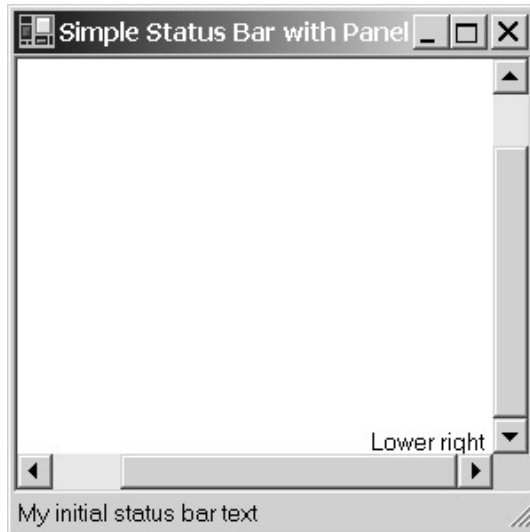 Simple Status Bar with Panel
Lower right
My initial status bar text